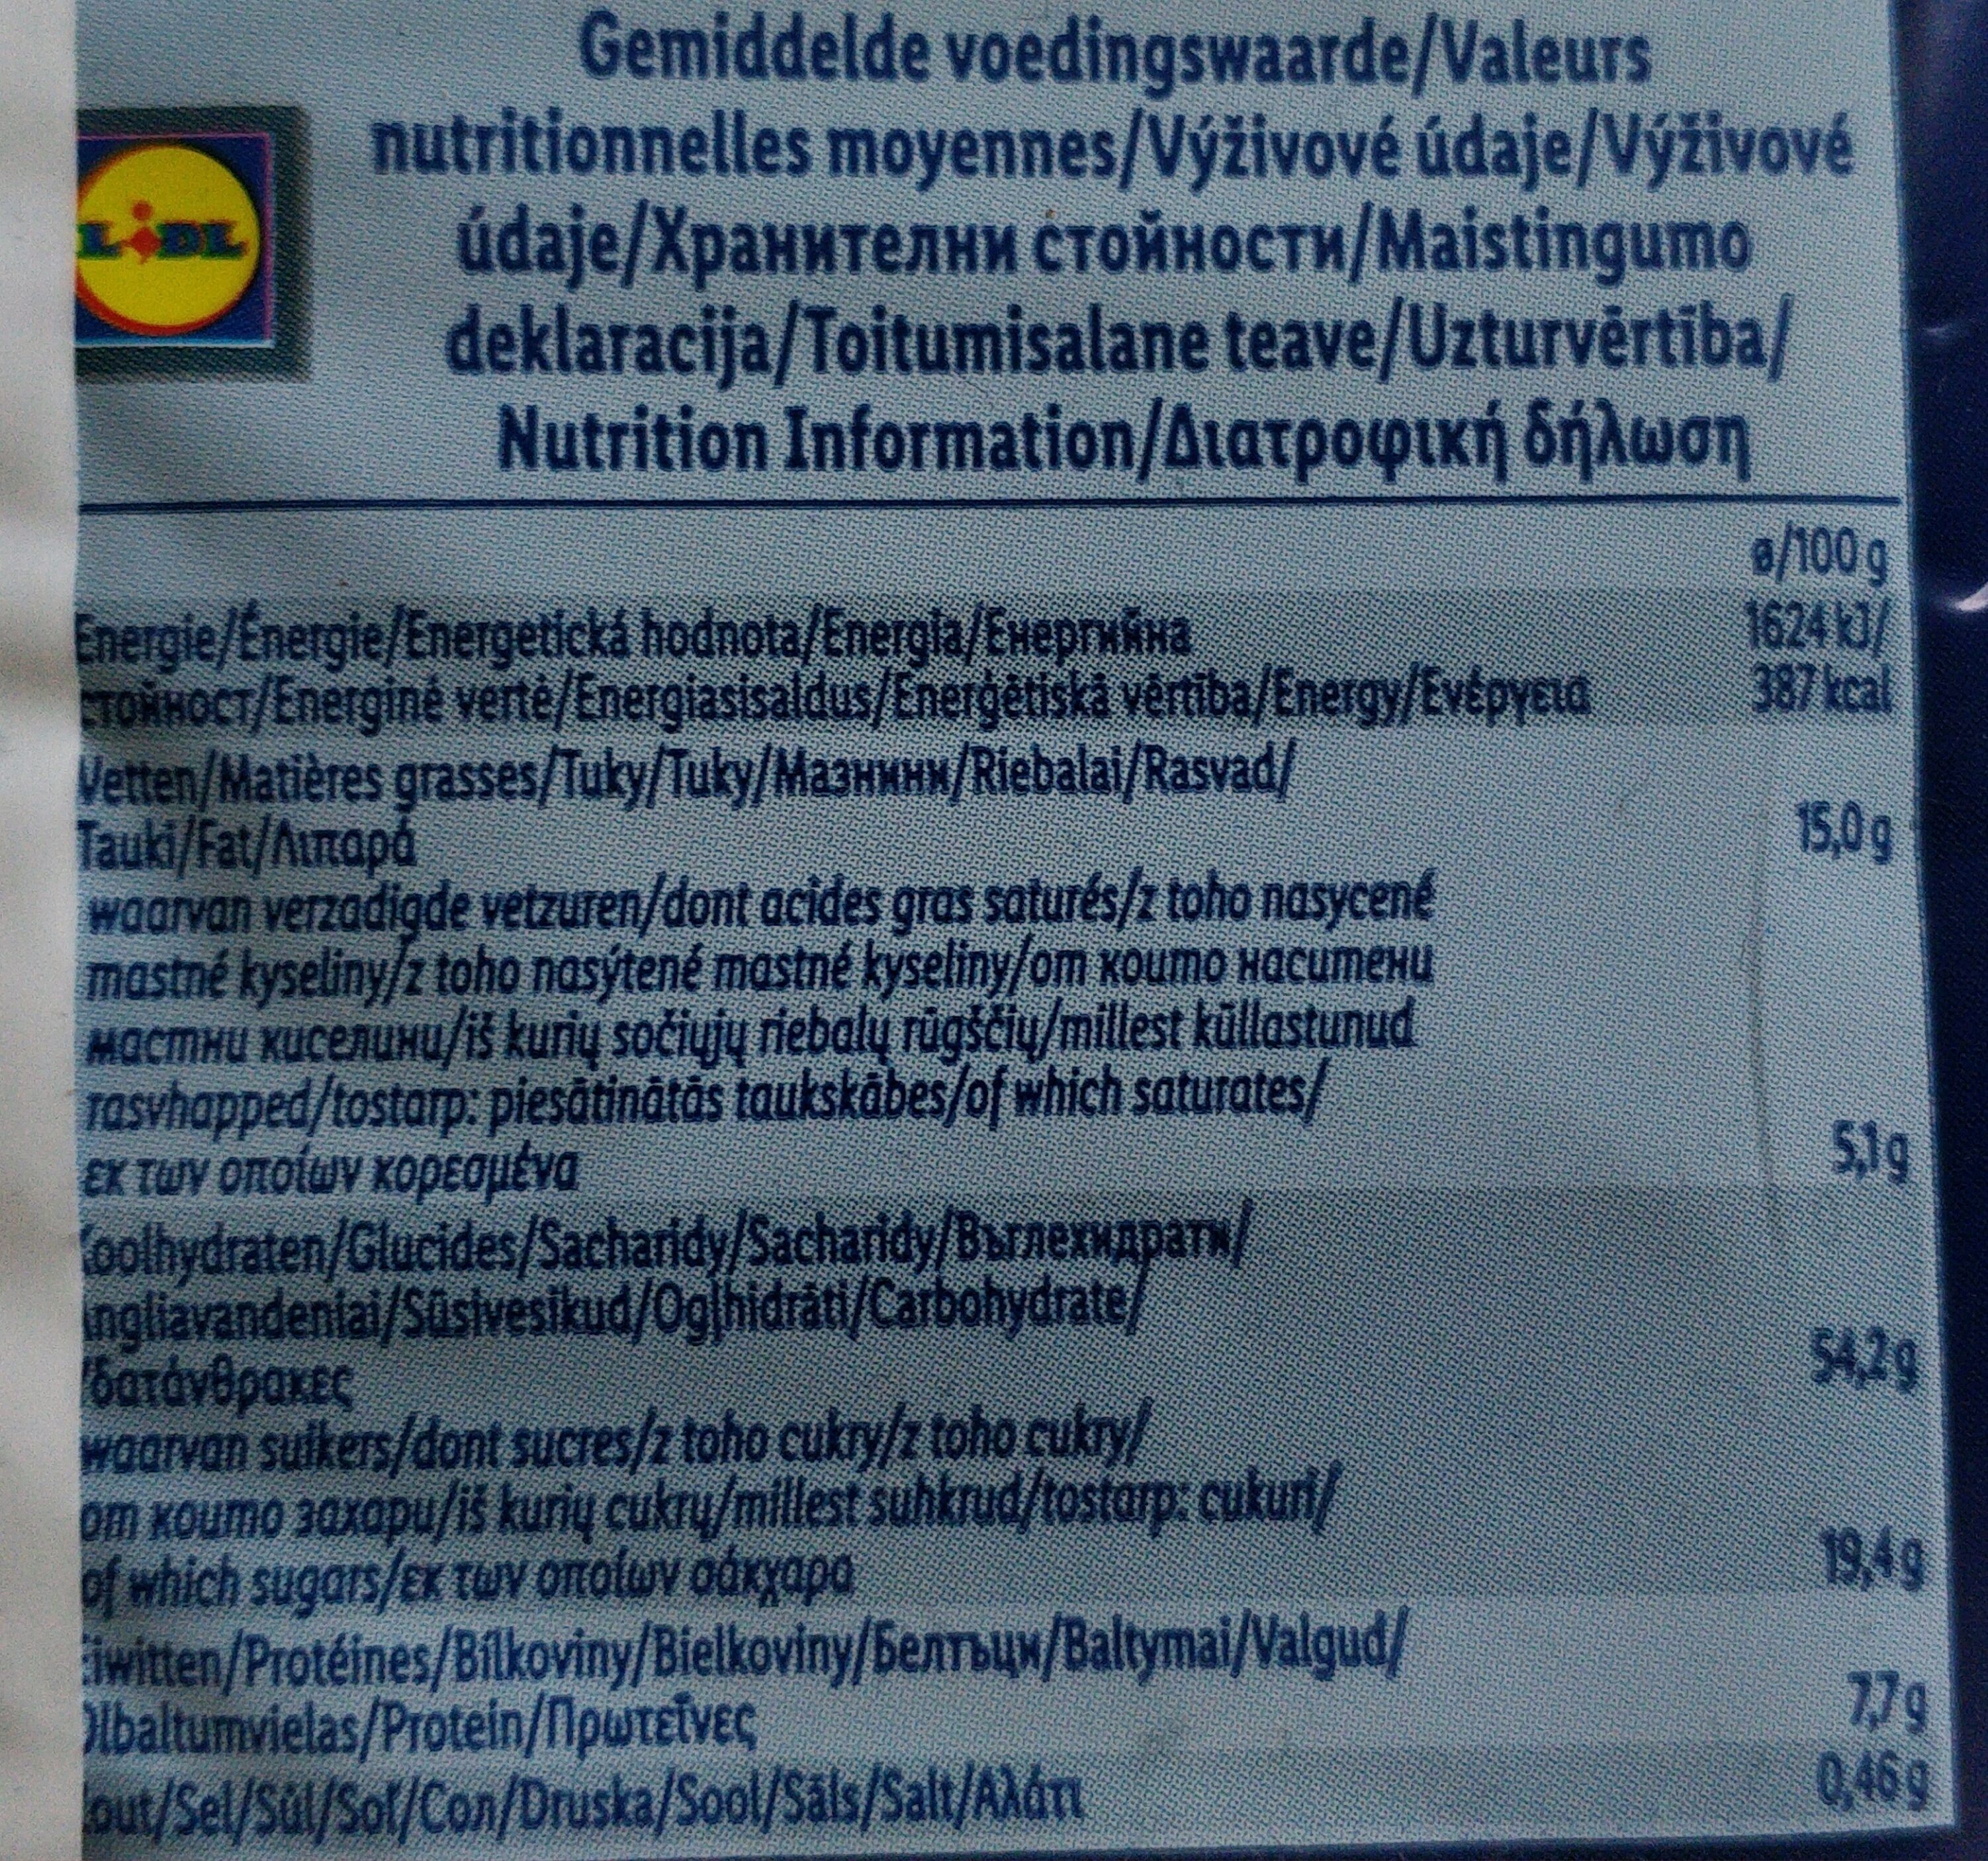 Gemiddelde voedingswaarde/Valeurs
LIDL
nutritionnelles moyennes/Výživové údaje/Výživové
údaje/Хранителни стойности/Maistingumo
deklaracija/Toitumisalane teave/Uzturvērtība/
Nutrition Information/Διατροφική δήλωση
ø/100 g
Energie/Énergie/Energetická hodnota/Energia/Енергийна 1624 kJ/
стойност/Energinė vertė/Energiasisaldus/Enerģētiskā vērtība/Energy/Ενέργεια 387 kcal
Vetten/Matières grasses/Tuky/Tuky/Мазнини/Riebalai/Rasvad/
Tauki/Fat/Λιπαρά 15,0 g
waarvan verzadigde vetzuren/dont acides gras saturés/z toho nasycené
mastné kyseliny/z toho nasýtené mastné kyseliny/от които наситени
мастни киселини/iš kurių sočiųjų riebalų rūgščių/millest küllastunud
rasvhapped/tostarp: piesātinātās taukskābes/of which saturates/
εκ των οποίων κορεσμένα 5,1 g
oolhydraten/Glucides/Sacharidy/Sacharidy/Въглехидрати/
ngliavandeniai/Süsivesikud/Ogļhidrāti/Carbohydrate/
δατάνθρακες 54,2 g
waarvan suikers/dont sucres/z toho cukry/z toho cukry/
от които захари/iš kurių cukrų/millest suhkrud/tostarp: cukuri/
of which sugars/εκ των οποίων σάκχαρα 19,4 g
iwitten/Protéines/Bílkoviny/Bielkoviny/Белтъци/Baltymai/Valgud/
lbaltumvielas/Protein/Πρωτεΐνες 7,7 g
out/Sel/Sůl/Soľ/Сол/Druska/Sool/Sāls/Salt/Αλάτι 0,46 g